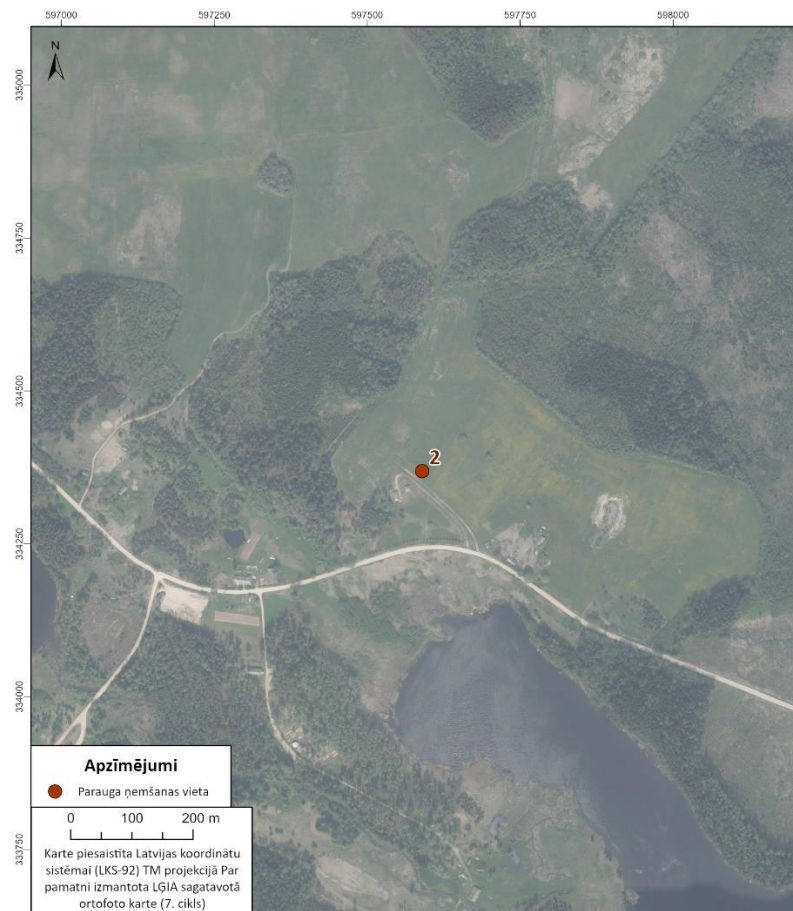 597000 597250 597500 597750 598000
N
335000
334750
334500
2
334250
334000
333750
Apzīmējumi
Parauga ņemšanas vieta
0 100 200 m
Karte piesaistīta Latvijas koordinātu
sistēmai (LKS-92) TM projekcijā Par
pamatni izmantota LĢIA sagatavotā
ortofoto karte (7. cikls)